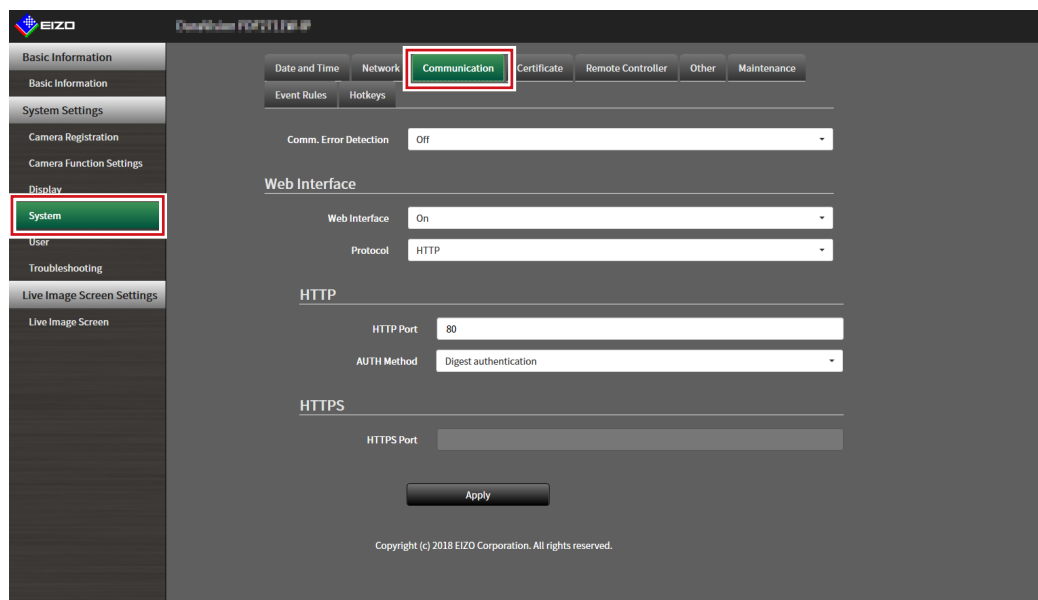 EIZO
Basic Information
Basic Information
System Settings
Camera Registration
Camera Function Settings
Display
System
User
Troubleshooting
Live Image Screen Settings
Live Image Screen
Date and Time Network Communication Certificate Remote Controller Other Maintenance
Event Rules Hotkeys
Comm. Error Detection Off
Web Interface
Web Interface On
Protocol HTTP
HTTP
HTTP Port 80
AUTH Method Digest authentication
HTTPS
HTTPS Port
Apply
Copyright (c) 2018 EIZO Corporation. All rights reserved.